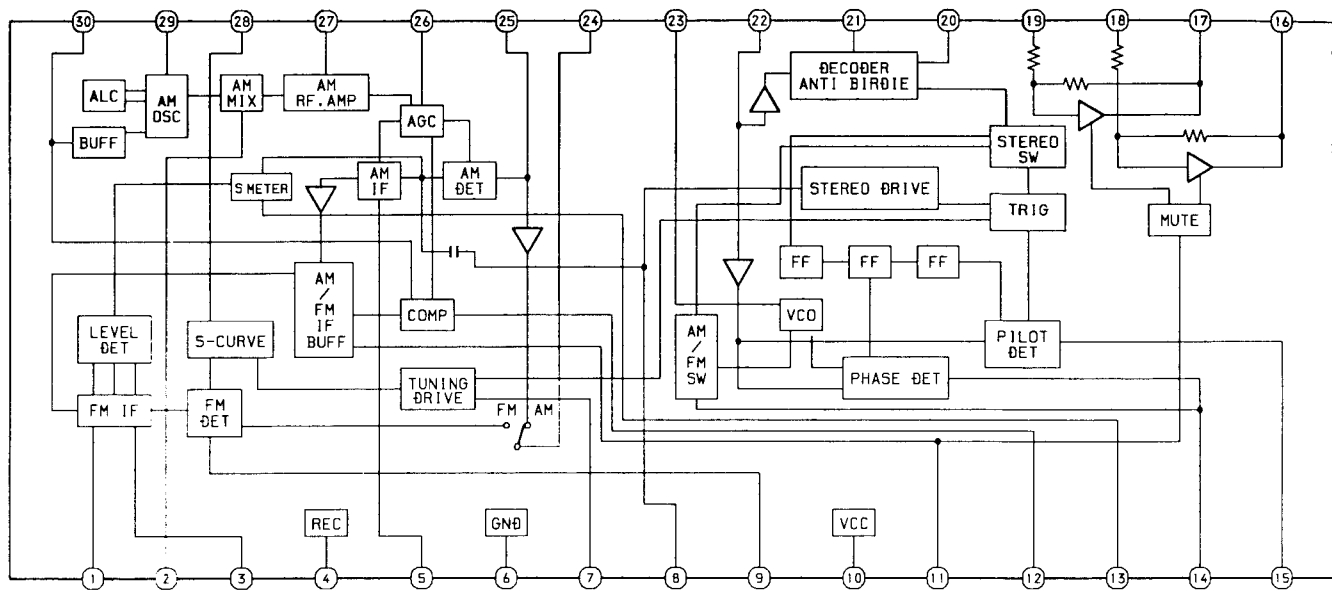 30 29 28 27 26 25 24 23 22 21 20 19 18 17 16
ALC
AM
OSC
AM
MIX
AM
RF.AMP
DECODER
ANTI BIRDIE
BUFF
AGC
STEREO
SW
S METER
AM
IF
AM
DET
STEREO DRIVE
TRIG
MUTE
AM
/
FM
IF
BUFF
FF
FF
FF
LEVEL
DET
S-CURVE
COMP
AM
/
FM
SW
VCO
PILOT
DET
PHASE DET
FM IF
FM
DET
TUNING
DRIVE
FM AM
REC
GND
VCC
1 2 3 4 5 6 7 8 9 10 11 12 13 14 15